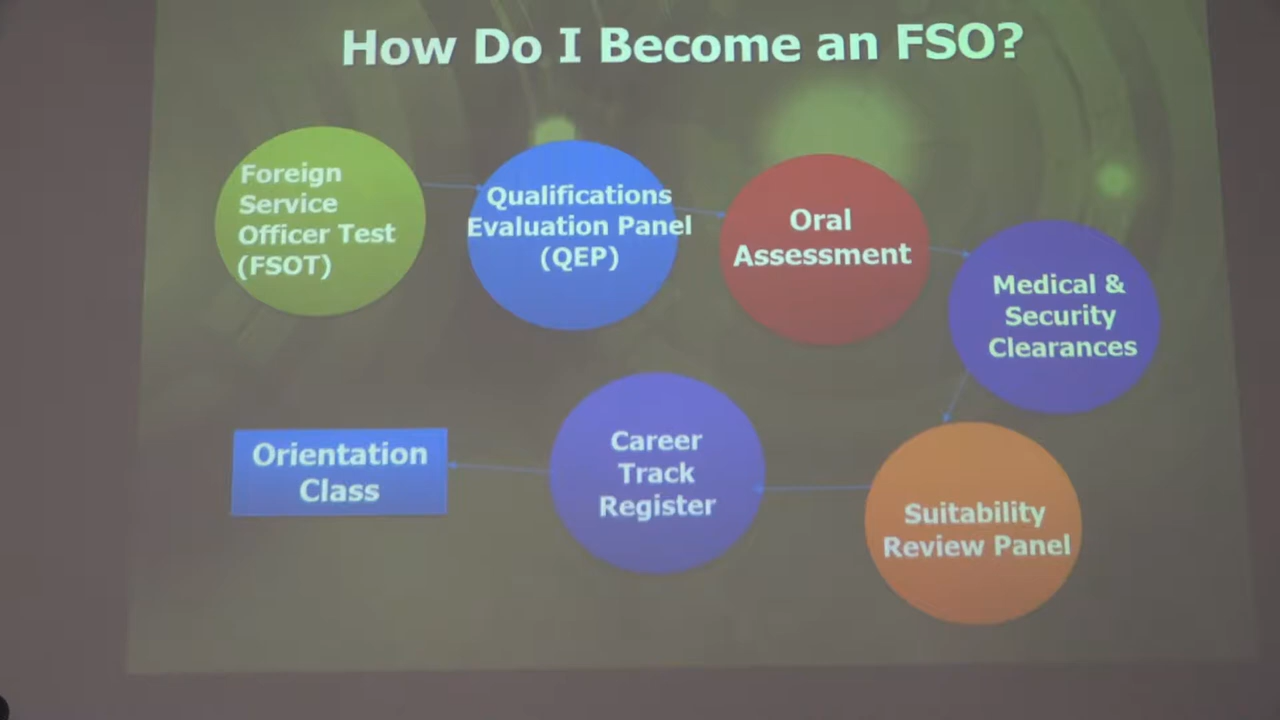 How Do I Become an FSO?
Foreign
Service
Officer Test
(FSOT)
Qualifications
Evaluation Panel
(QEP)
Oral
Assessment
Medical &
Security
Clearances
Suitability
Review Panel
Career
Track
Register
Orientation
Class